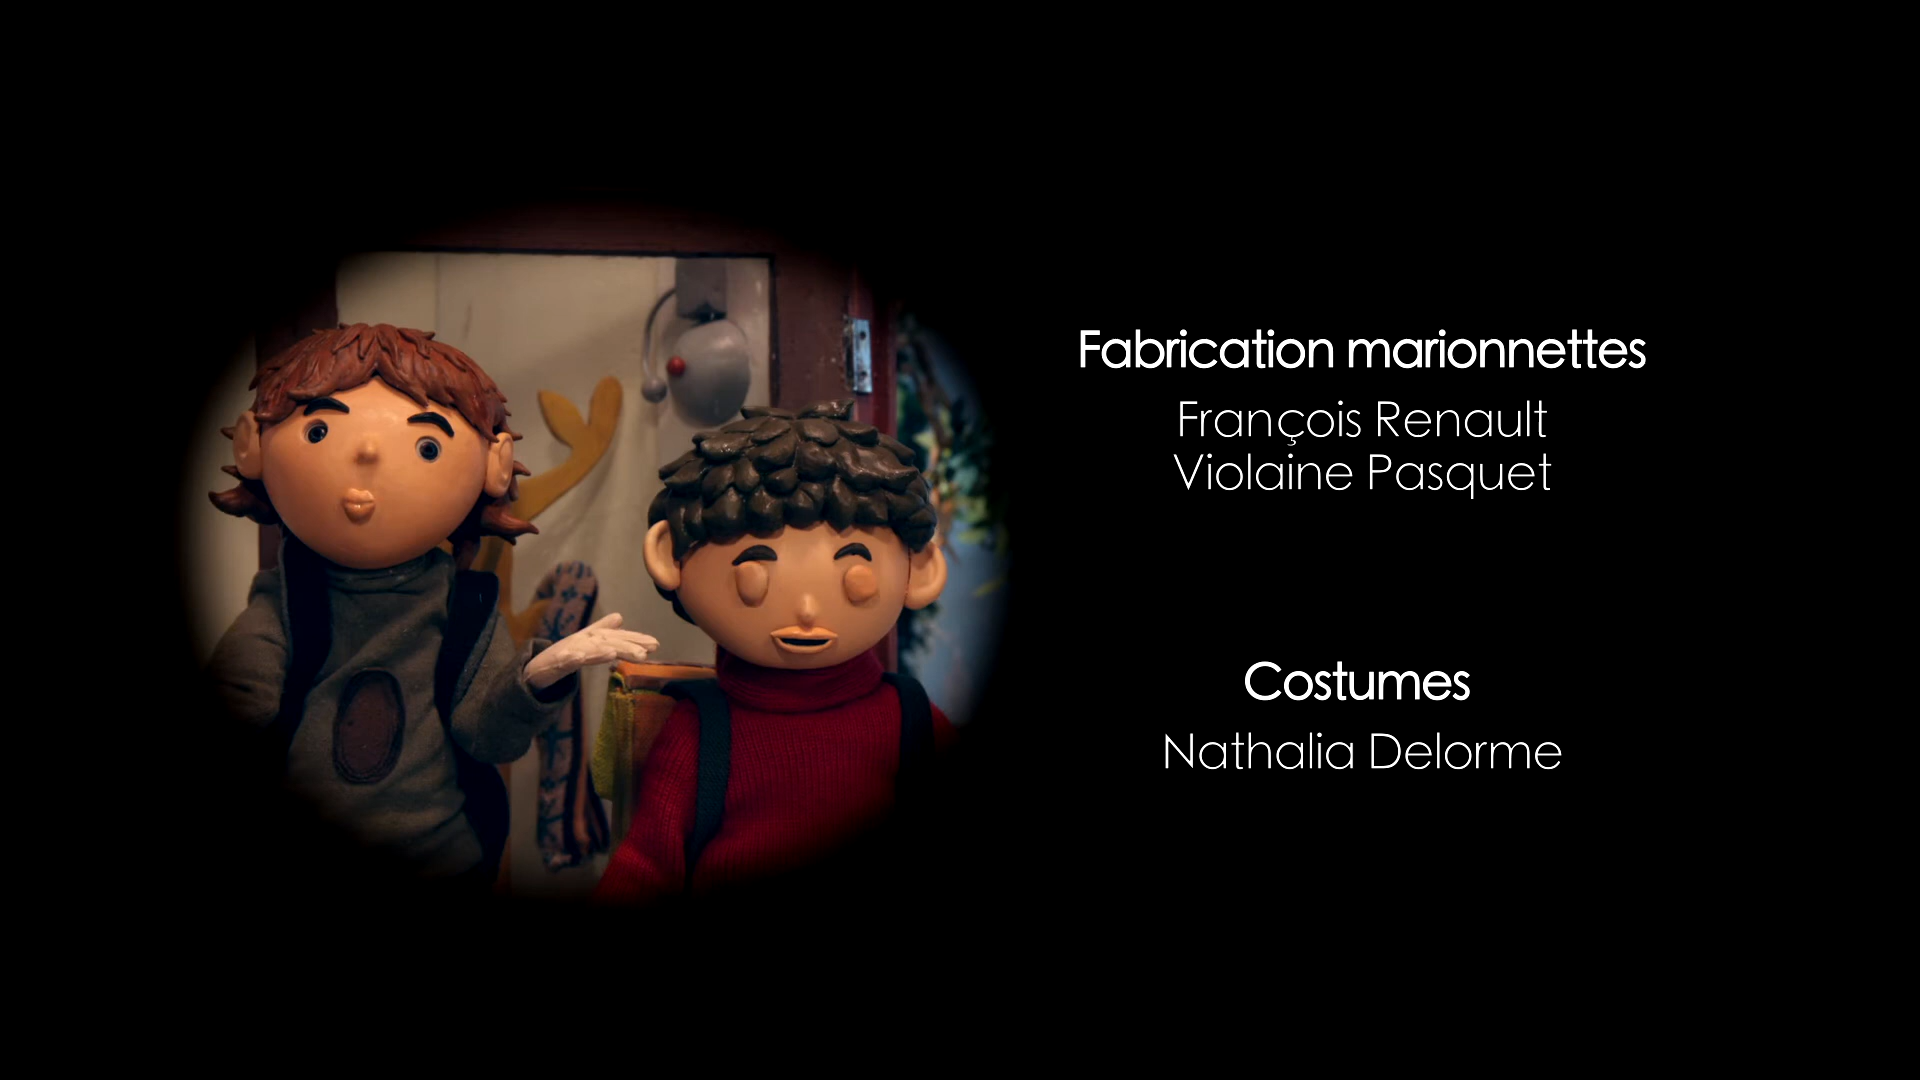 Fabrication marionnettes
François Renault
Violaine Pasquet
Costumes
Nathalia Delorme